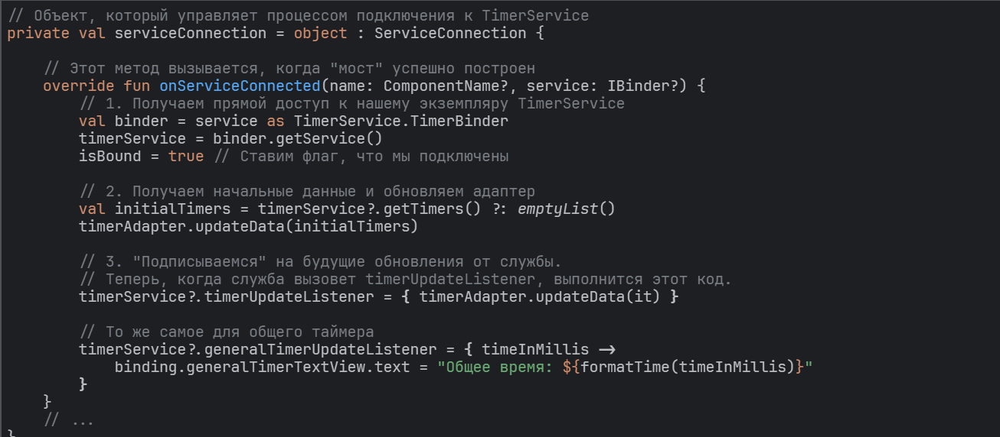 // Объект, который управляет процессом подключения к TimerService
private val serviceConnection = object : ServiceConnection {
// Этот метод вызывается, когда "мост" успешно построен
override fun onServiceConnected(name: ComponentName?, service: IBinder?) {
// 1. Получаем прямой доступ к нашему экземпляру TimerService
val binder = service as TimerService.TimerBinder
timerService = binder.getService()
isBound = true // Ставим флаг, что мы подключены
// 2. Получаем начальные данные и обновляем адаптер
val initialTimers = timerService?.getTimers() ?: emptyList()
timerAdapter.updateData(initialTimers)
// 3. "Подписываемся" на будущие обновления от службы.
// Теперь, когда служба вызовет timerUpdateListener, выполнится этот код.
timerService?.timerUpdateListener = { timerAdapter.updateData(it) }
// То же самое для общего таймера
timerService?.generalTimerUpdateListener = { timeInMillis ->
binding.generalTimerTextView.text = "Общее время: ${formatTime(timeInMillis)}"
}
}
// ...
}